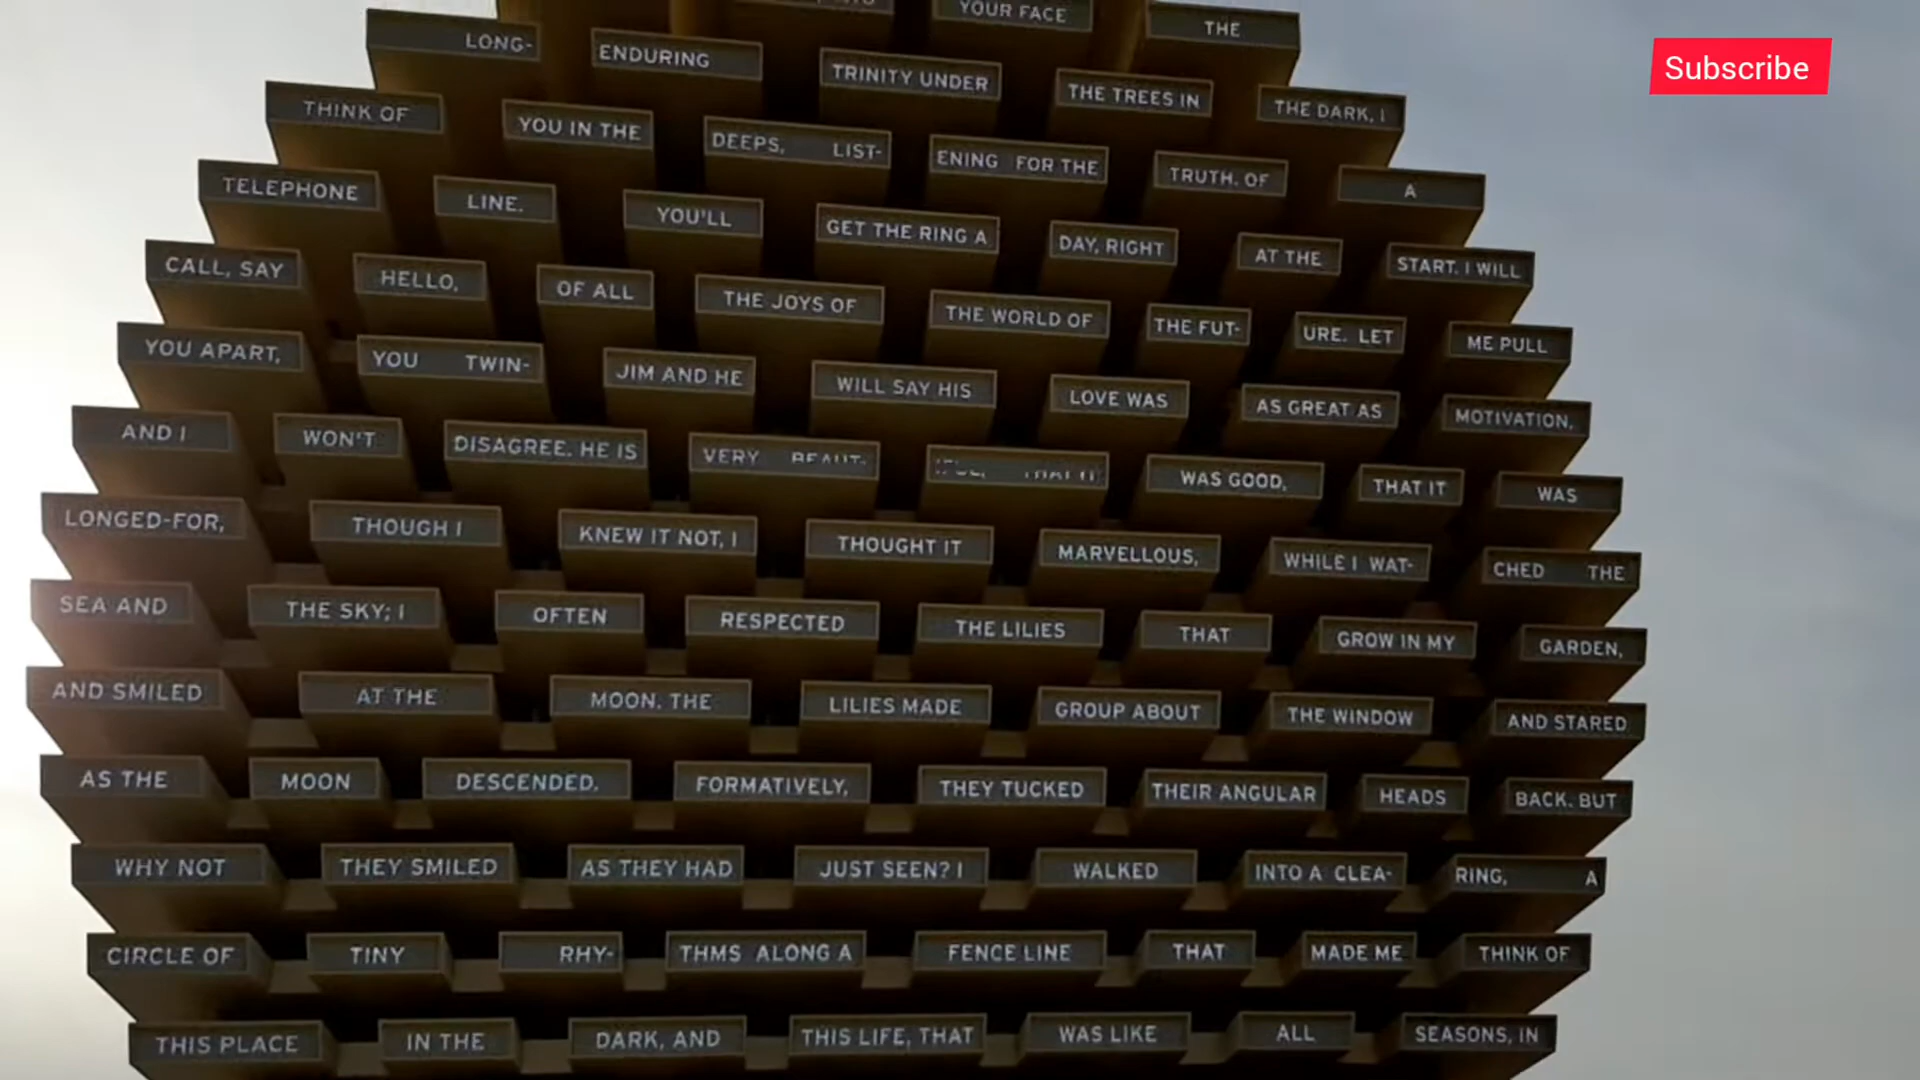 YOUR FACE THE
Subscribe
LONG- ENDURING TRINITY UNDER THE TREES IN THE DARK, I
THINK OF YOU IN THE DEEPS, LIST- ENING FOR THE TRUTH. OF A
TELEPHONE LINE. YOU'LL GET THE RING A DAY, RIGHT AT THE START. I WILL
CALL, SAY HELLO, OF ALL THE JOYS OF THE WORLD OF THE FUT- URE. LET ME PULL
YOU APART, YOU TWIN- JIM AND HE WILL SAY HIS LOVE WAS AS GREAT AS MOTIVATION,
AND I WON'T DISAGREE. HE IS VERY BEAUT- WAS GOOD, THAT IT WAS
LONGED-FOR, THOUGH I KNEW IT NOT, I THOUGHT IT MARVELLOUS, WHILE I WAT- CHED THE
SEA AND THE SKY; I OFTEN RESPECTED THE LILIES THAT GROW IN MY GARDEN,
AND SMILED AT THE MOON. THE LILIES MADE GROUP ABOUT THE WINDOW AND STARED
AS THE MOON DESCENDED. FORMATIVELY, THEY TUCKED THEIR ANGULAR HEADS BACK. BUT
WHY NOT THEY SMILED AS THEY HAD JUST SEEN? I WALKED INTO A CLEA- RING, A
CIRCLE OF TINY RHY- THMS ALONG A FENCE LINE THAT MADE ME THINK OF
THIS PLACE IN THE DARK, AND THIS LIFE, THAT WAS LIKE ALL SEASONS, IN